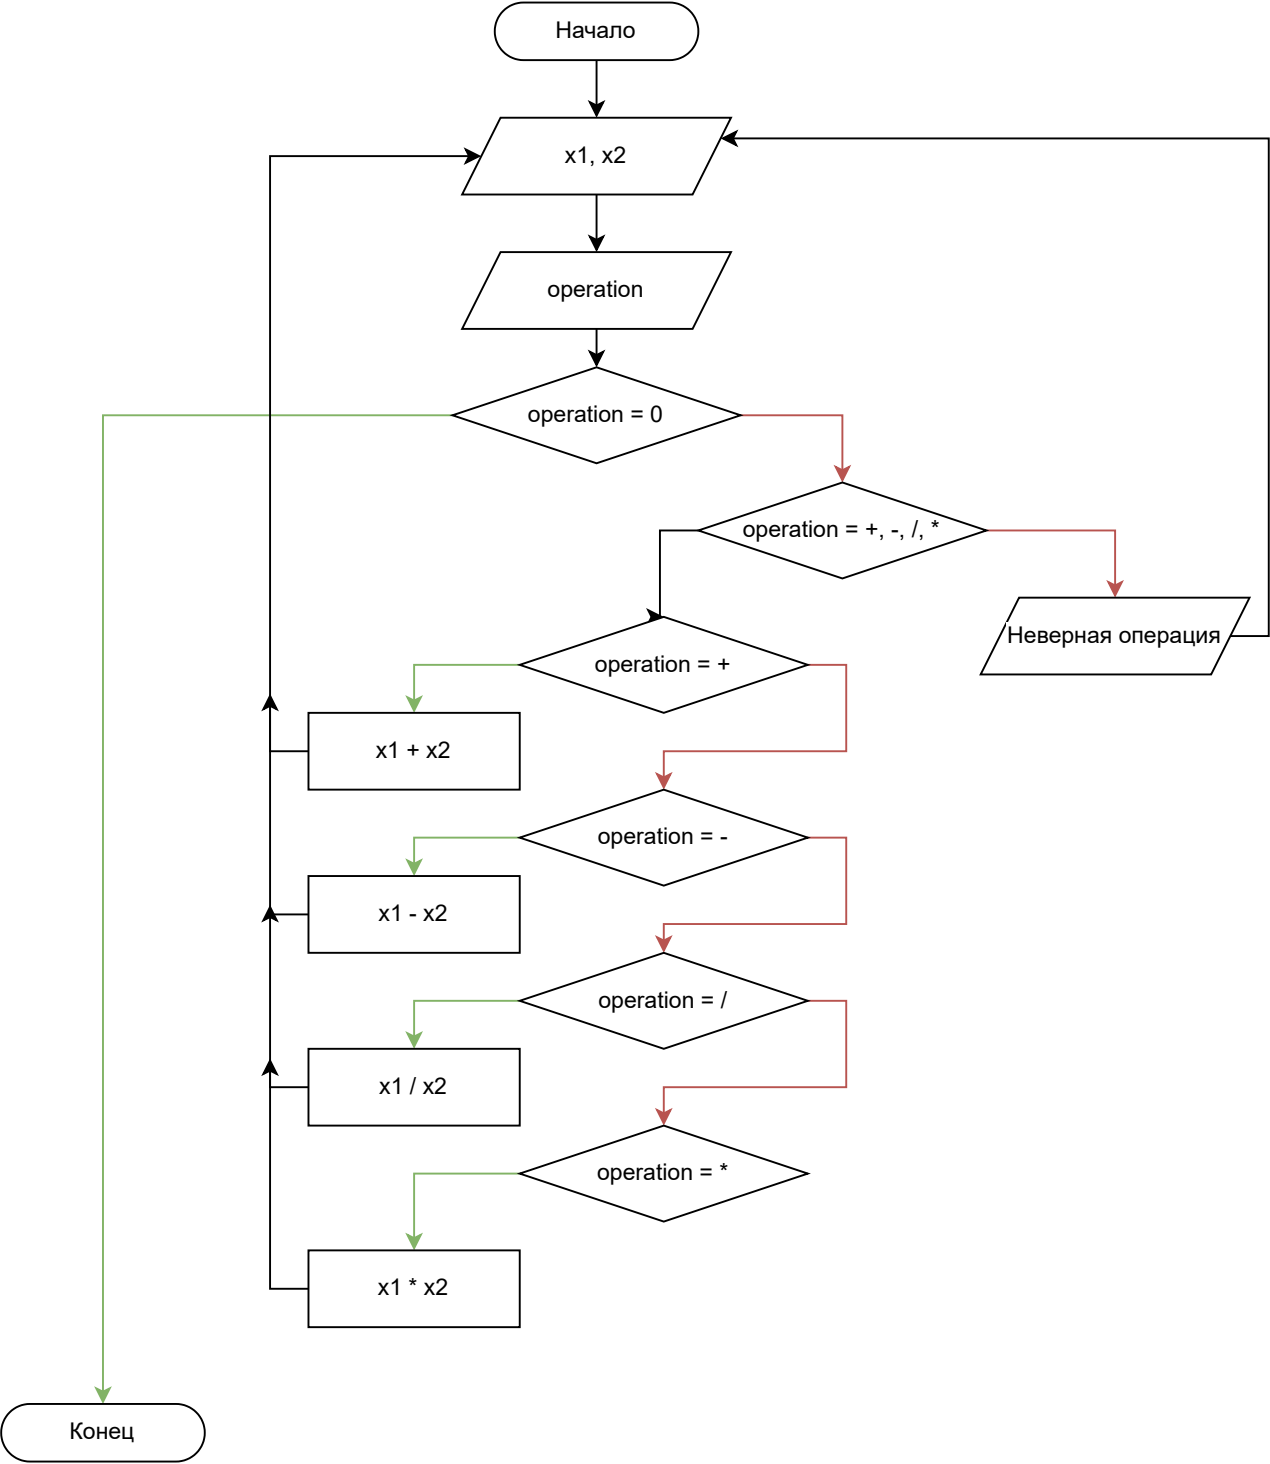 Начало
x1, x2
operation
operation = 0
operation = +, -, /, *
Неверная операция
operation = +
x1 + x2
operation = -
x1 - x2
operation = /
x1 / x2
operation = *
x1 * x2
Конец